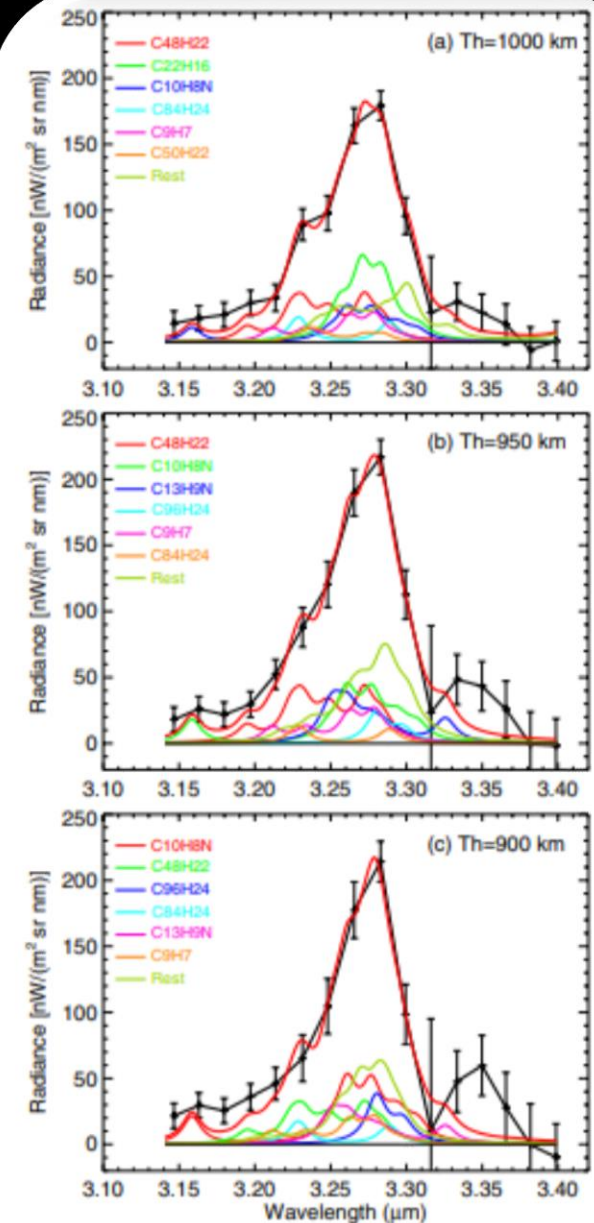 (a) Th=1000 km
Radiance [nW/(m² sr nm)]
250
200
150
100
50
0
C48H22
C22H16
C10H8N
C84H24
C9H7
C50H22
Rest
3.10 3.15 3.20 3.25 3.30 3.35 3.40
(b) Th=950 km
Radiance [nW/(m² sr nm)]
250
200
150
100
50
0
C48H22
C10H8N
C13H9N
C96H24
C9H7
C84H24
Rest
3.10 3.15 3.20 3.25 3.30 3.35 3.40
(c) Th=900 km
Radiance [nW/(m² sr nm)]
250
200
150
100
50
0
C10H8N
C48H22
C96H24
C84H24
C13H9N
C9H7
Rest
3.10 3.15 3.20 3.25 3.30 3.35 3.40
Wavelength (μm)